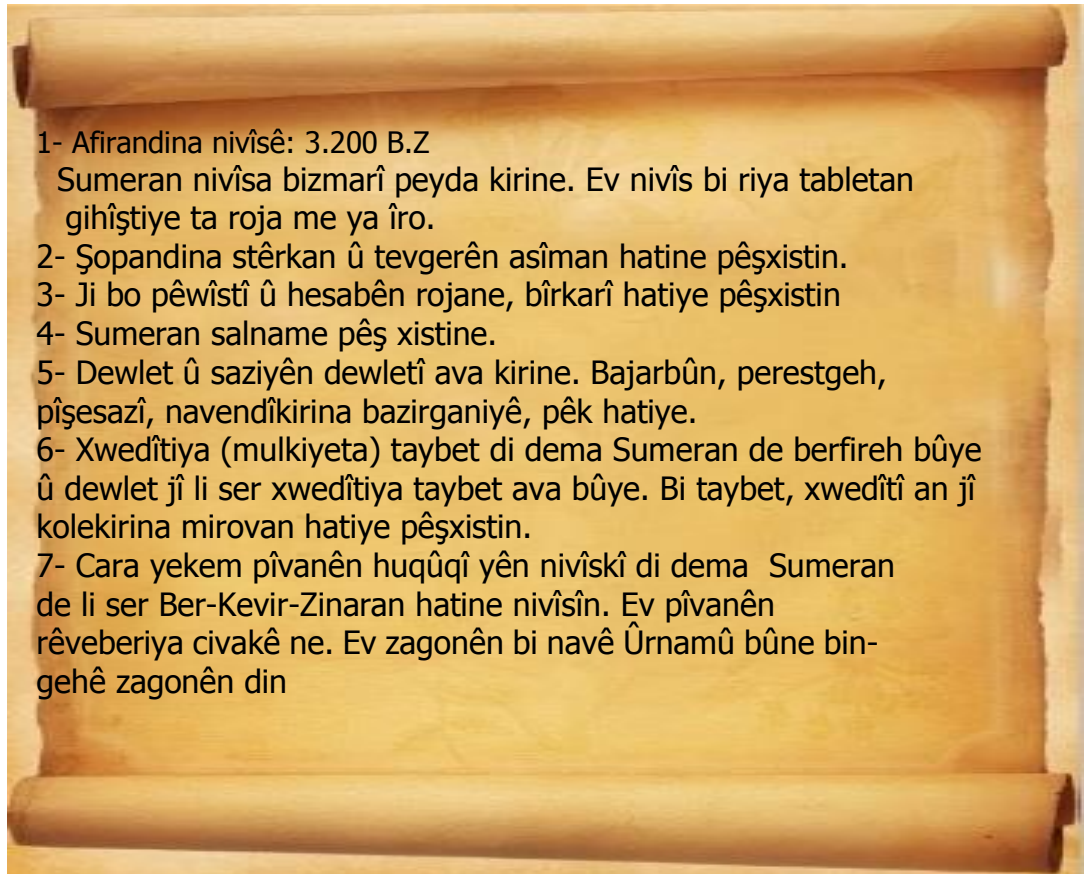 1- Afirandina nivîsê: 3.200 B.Z
Sumeran nivîsa bizmarî peyda kirine. Ev nivîs bi riya tabletan
gihîştiye ta roja me ya îro.
2- Şopandina stêrkan û tevgerên asîman hatine pêşxistin.
3- Ji bo pêwîstî û hesabên rojane, bîrkarî hatiye pêşxistin
4- Sumeran salname pêş xistine.
5- Dewlet û saziyên dewletî ava kirine. Bajarbûn, perestgeh,
pîşesazî, navendîkirina bazirganiyê, pêk hatiye.
6- Xwedîtiya (mulkiyeta) taybet di dema Sumeran de berfireh bûye
û dewlet jî li ser xwedîtiya taybet ava bûye. Bi taybet, xwedîtî an jî
kolekirina mirovan hatiye pêşxistin.
7- Cara yekem pîvanên huqûqî yên nivîskî di dema  Sumeran
de li ser Ber-Kevir-Zinaran hatine nivîsîn. Ev pîvanên
rêveberiya civakê ne. Ev zagonên bi navê Ûrnamû bûne bin-
gehê zagonên din